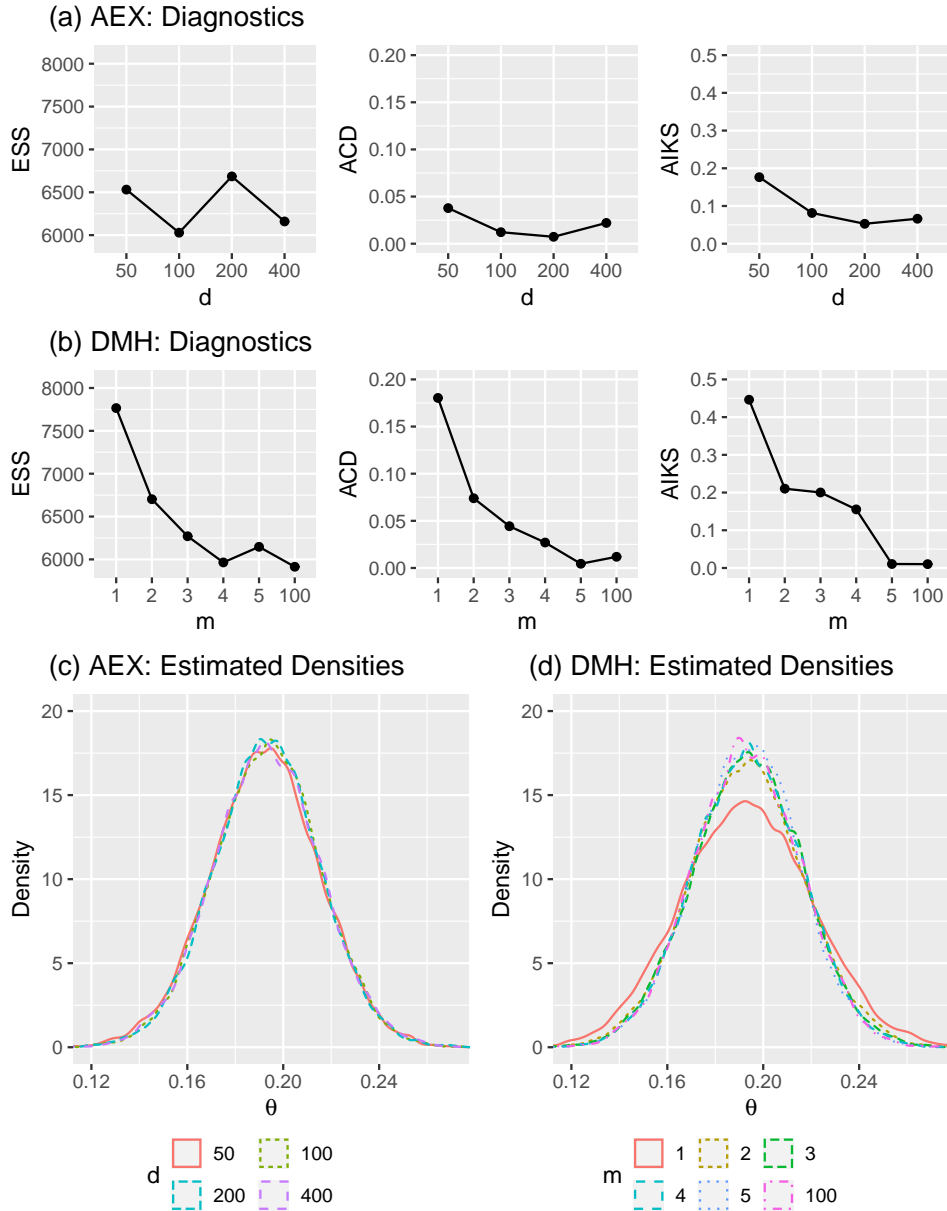 (a) AEX: Diagnostics
ESS
8000
7500
7000
6500
6000
50 100 200 400
d
ACD
0.20
0.15
0.10
0.05
0.00
50 100 200 400
d
AIKS
0.5
0.4
0.3
0.2
0.1
0.0
50 100 200 400
d
(b) DMH: Diagnostics
ESS
8000
7500
7000
6500
6000
1 2 3 4 5 100
m
ACD
0.20
0.15
0.10
0.05
0.00
1 2 3 4 5 100
m
AIKS
0.5
0.4
0.3
0.2
0.1
0.0
1 2 3 4 5 100
m
(c) AEX: Estimated Densities
Density
20
15
10
5
0
0.12 0.16 0.20 0.24
θ
d
50 100
200 400
(d) DMH: Estimated Densities
Density
20
15
10
5
0
0.12 0.16 0.20 0.24
θ
m
1 2 3
4 5 100